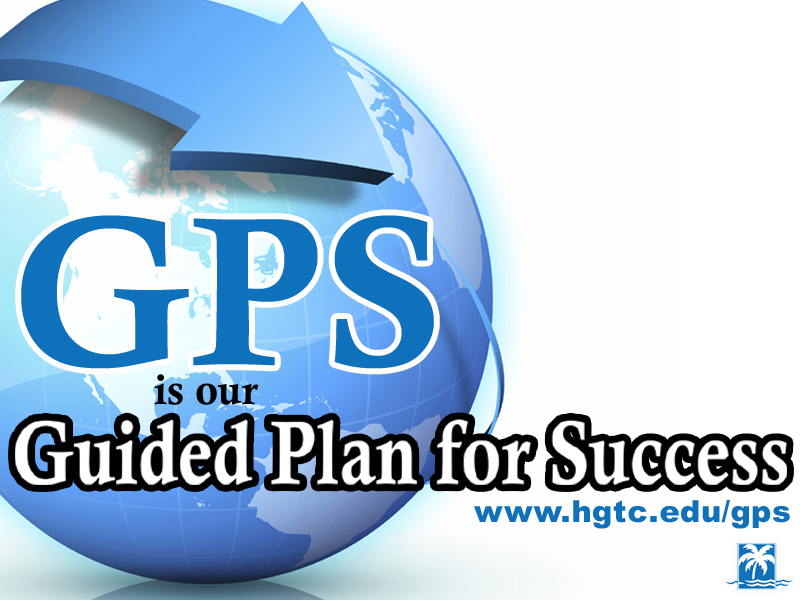 GPS
is our
Guided Plan for Success
www.hgtc.edu/gps